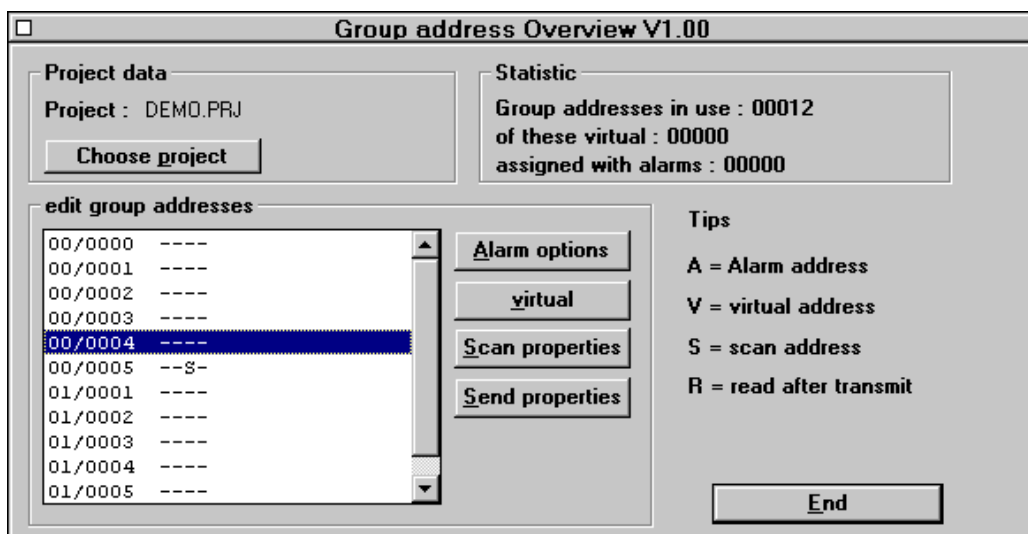 Group address Overview V1.00
Project data
Project : DEMO.PRJ
Choose project
Statistic
Group addresses in use : 00012
of these virtual : 00000
assigned with alarms : 00000
edit group addresses
00/0000 ----
00/0001 ----
00/0002 ----
00/0003 ----
00/0004 ----
00/0005 --S-
01/0001 ----
01/0002 ----
01/0003 ----
01/0004 ----
01/0005 ----
Alarm options
virtual
Scan properties
Send properties
Tips
A = Alarm address
V = virtual address
S = scan address
R = read after transmit
End